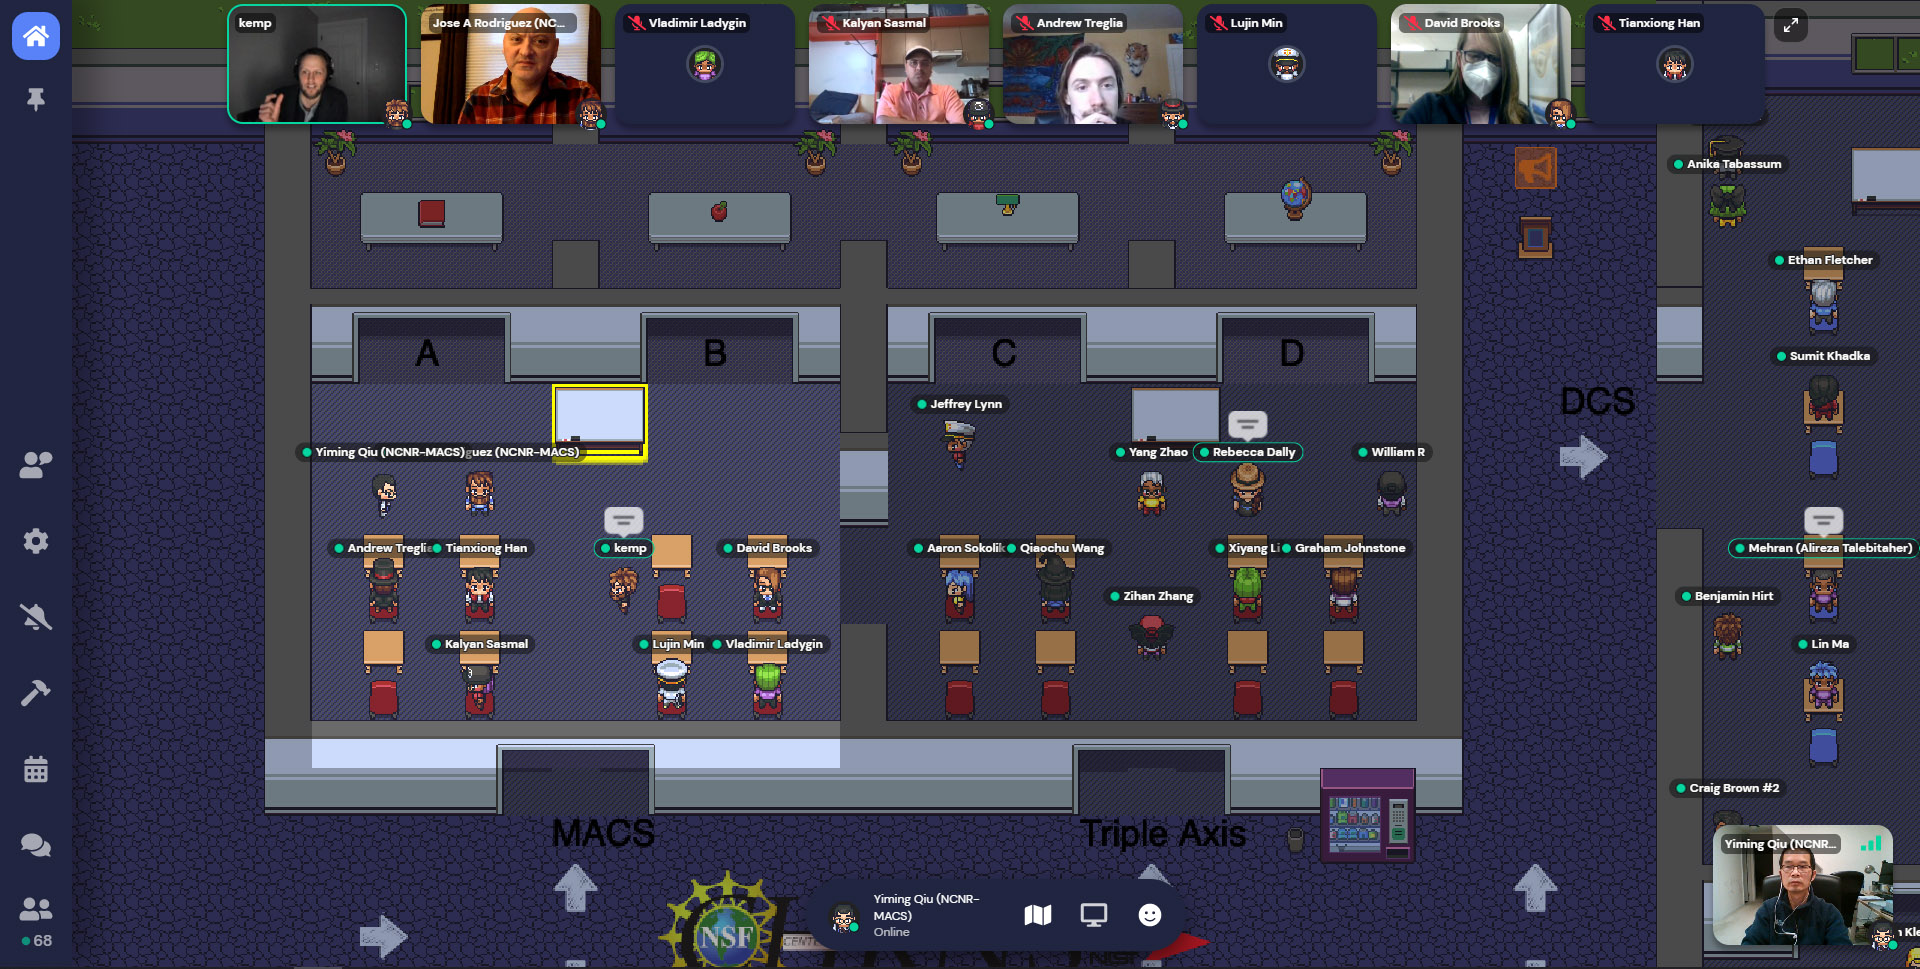 kemp
Jose A Rodriguez (NC...
Vladimir Ladygin
Kalyan Sasmal
Andrew Treglia
Lujin Min
David Brooks
Tianxiong Han
Anika Tabassum
Ethan Fletcher
A
B
C
D
Sumit Khadka
DCS
Jeffrey Lynn
Yiming Qiu (NCNR-MACS)
guez (NCNR-MACS)
Yang Zhao
Rebecca Dally
William R
Andrew Treglia
Tianxiong Han
kemp
David Brooks
Aaron Sokolik
Qiaochu Wang
Xiyang Li
Graham Johnstone
Mehran (Alireza Talebitaher)
Zihan Zhang
Benjamin Hirt
Kalyan Sasmal
Lujin Min
Vladimir Ladygin
Lin Ma
Craig Brown #2
MACS
Triple Axis
Yiming Qiu (NCNR...
Yiming Qiu (NCNR-
MACS)
Online
NSF
68